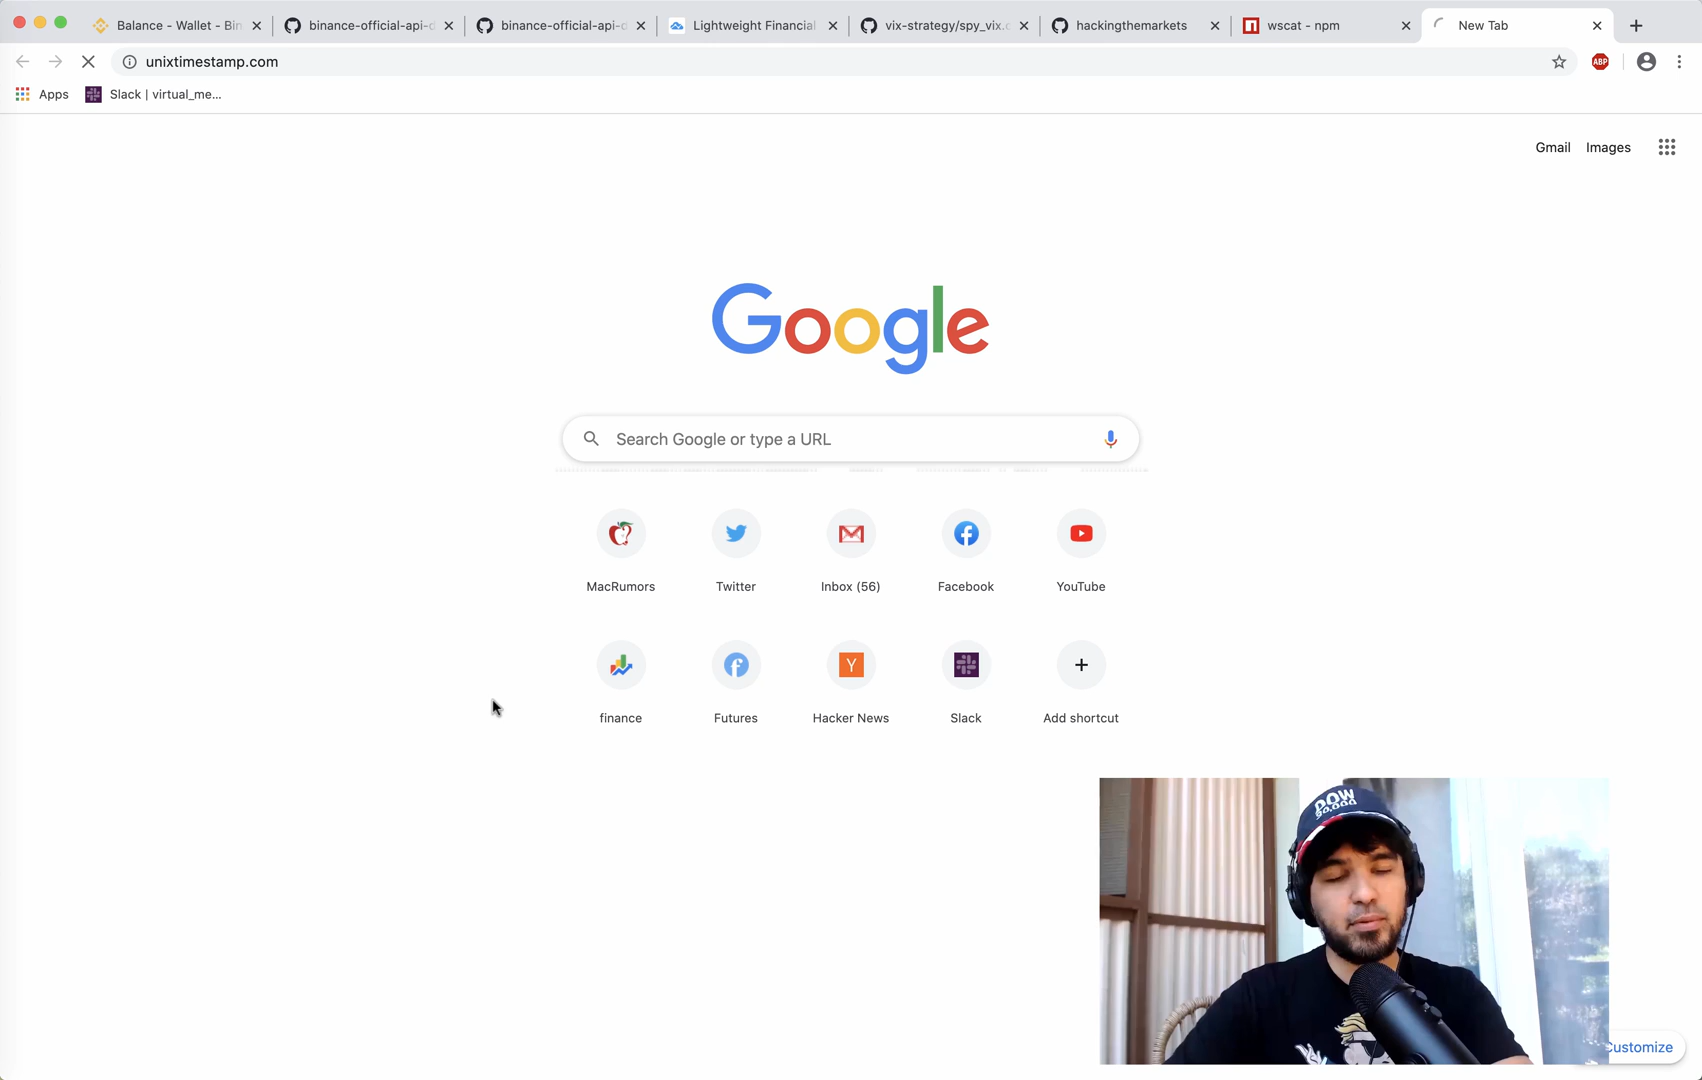 Balance - Wallet - Bin
binance-official-api-d
binance-official-api-d
Lightweight Financial
vix-strategy/spy_vix.c
hackingthemarkets
wscat - npm
New Tab
unixtimestamp.com
ABP
Apps
Slack | virtual_me...
Gmail
Images
Google
Search Google or type a URL
MacRumors
Twitter
Inbox (56)
Facebook
YouTube
finance
Futures
Hacker News
Slack
Add shortcut
DOW
Customize